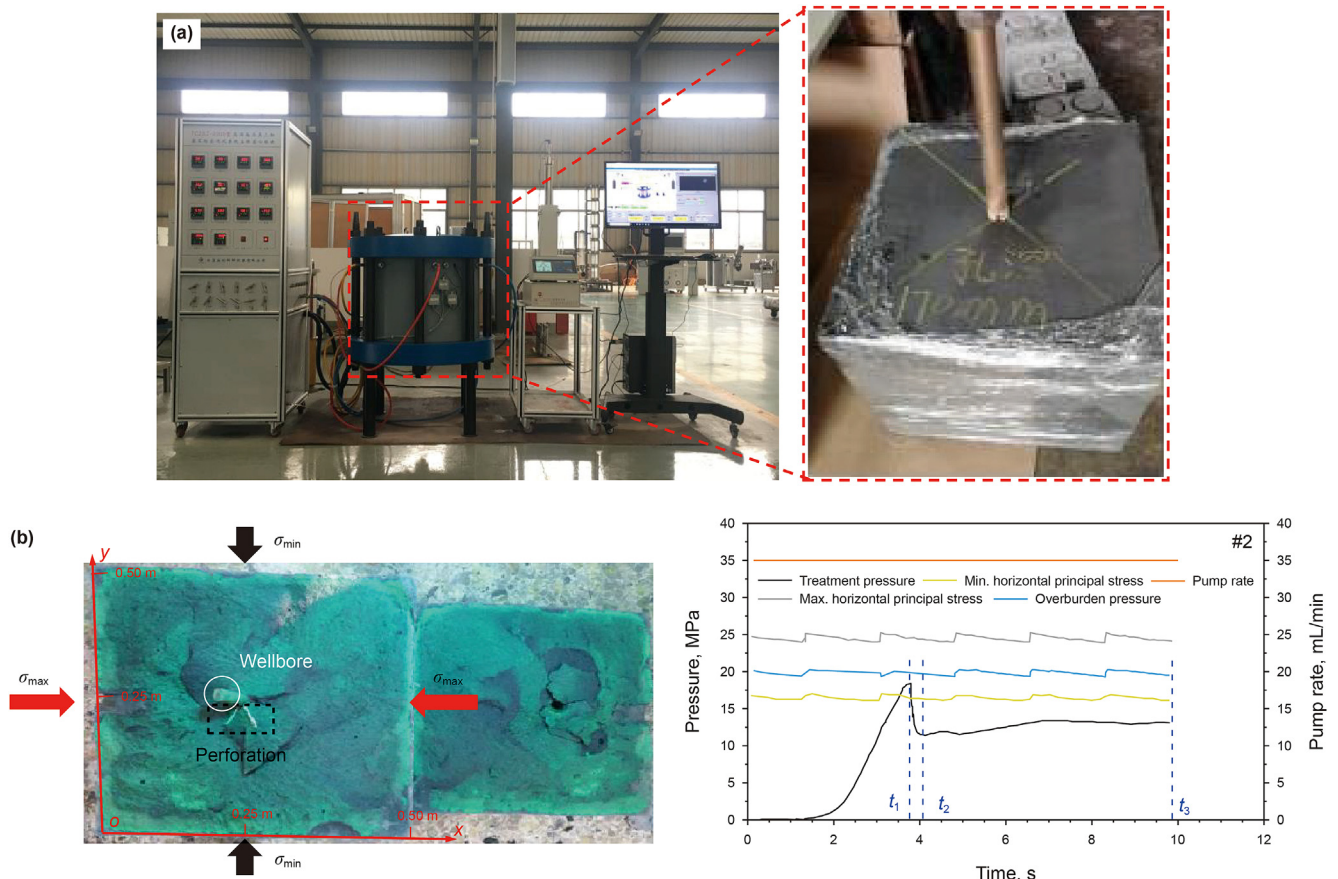 (a)
170mm
(b)
σmin
y
0.50 m
Wellbore
σmax
0.25 m
σmax
Perforation
0.25 m
0.50 m
o
x
σmin
#2
Treatment pressure
Min. horizontal principal stress
Pump rate
Max. horizontal principal stress
Overburden pressure
Pressure, MPa
40
35
30
25
20
15
10
5
0
t1
t2
t3
0
2
4
6
8
10
12
Time, s
40
35
30
25
20
15
10
5
0
Pump rate, mL/min